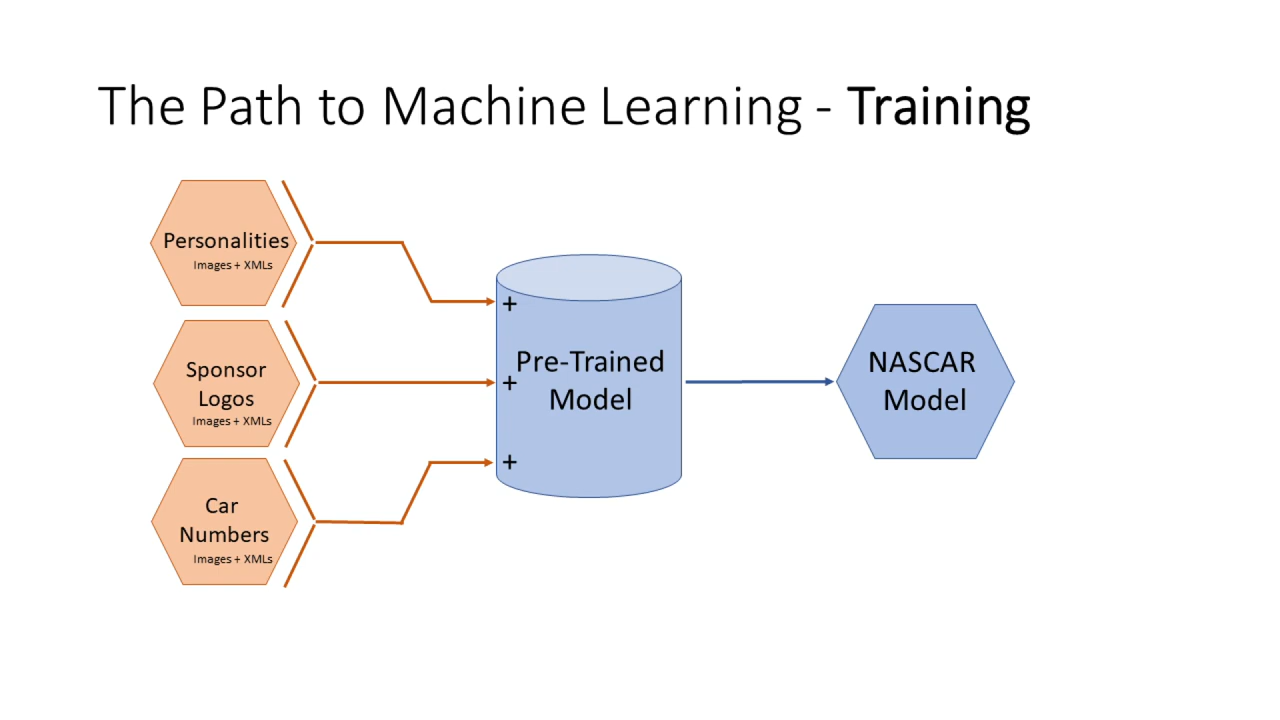 The Path to Machine Learning - Training
Personalities
Images + XMLs
Sponsor
Logos
Images + XMLs
Car
Numbers
Images + XMLs
+
+
+
Pre-Trained
Model
NASCAR
Model